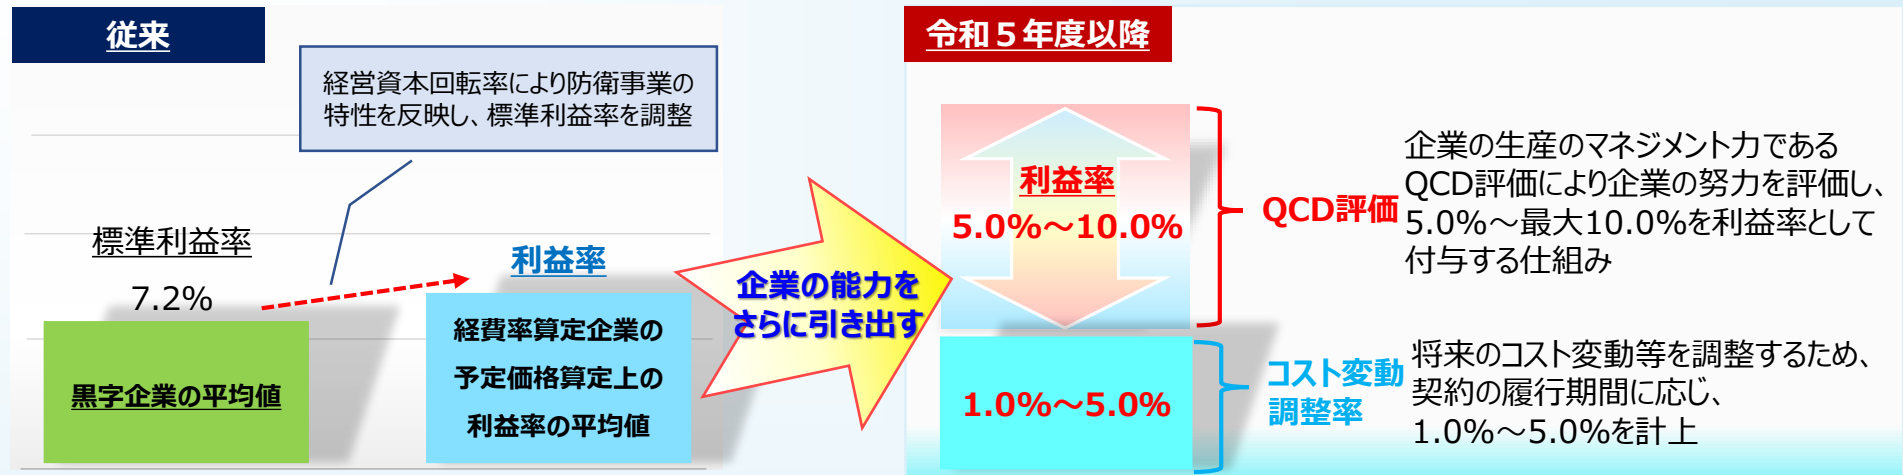 従来
経営資本回転率により防衛事業の
特性を反映し、標準利益率を調整
標準利益率
7.2%
利益率
黒字企業の平均値
経費率算定企業の
予定価格算定上の
利益率の平均値
企業の能力を
さらに引き出す
令和5年度以降
利益率
5.0%～10.0%
QCD評価
企業の生産のマネジメント力である
QCD評価により企業の努力を評価し、
5.0%～最大10.0%を利益率として
付与する仕組み
1.0%～5.0%
コスト変動
調整率
将来のコスト変動等を調整するため、
契約の履行期間に応じ、
1.0%～5.0%を計上